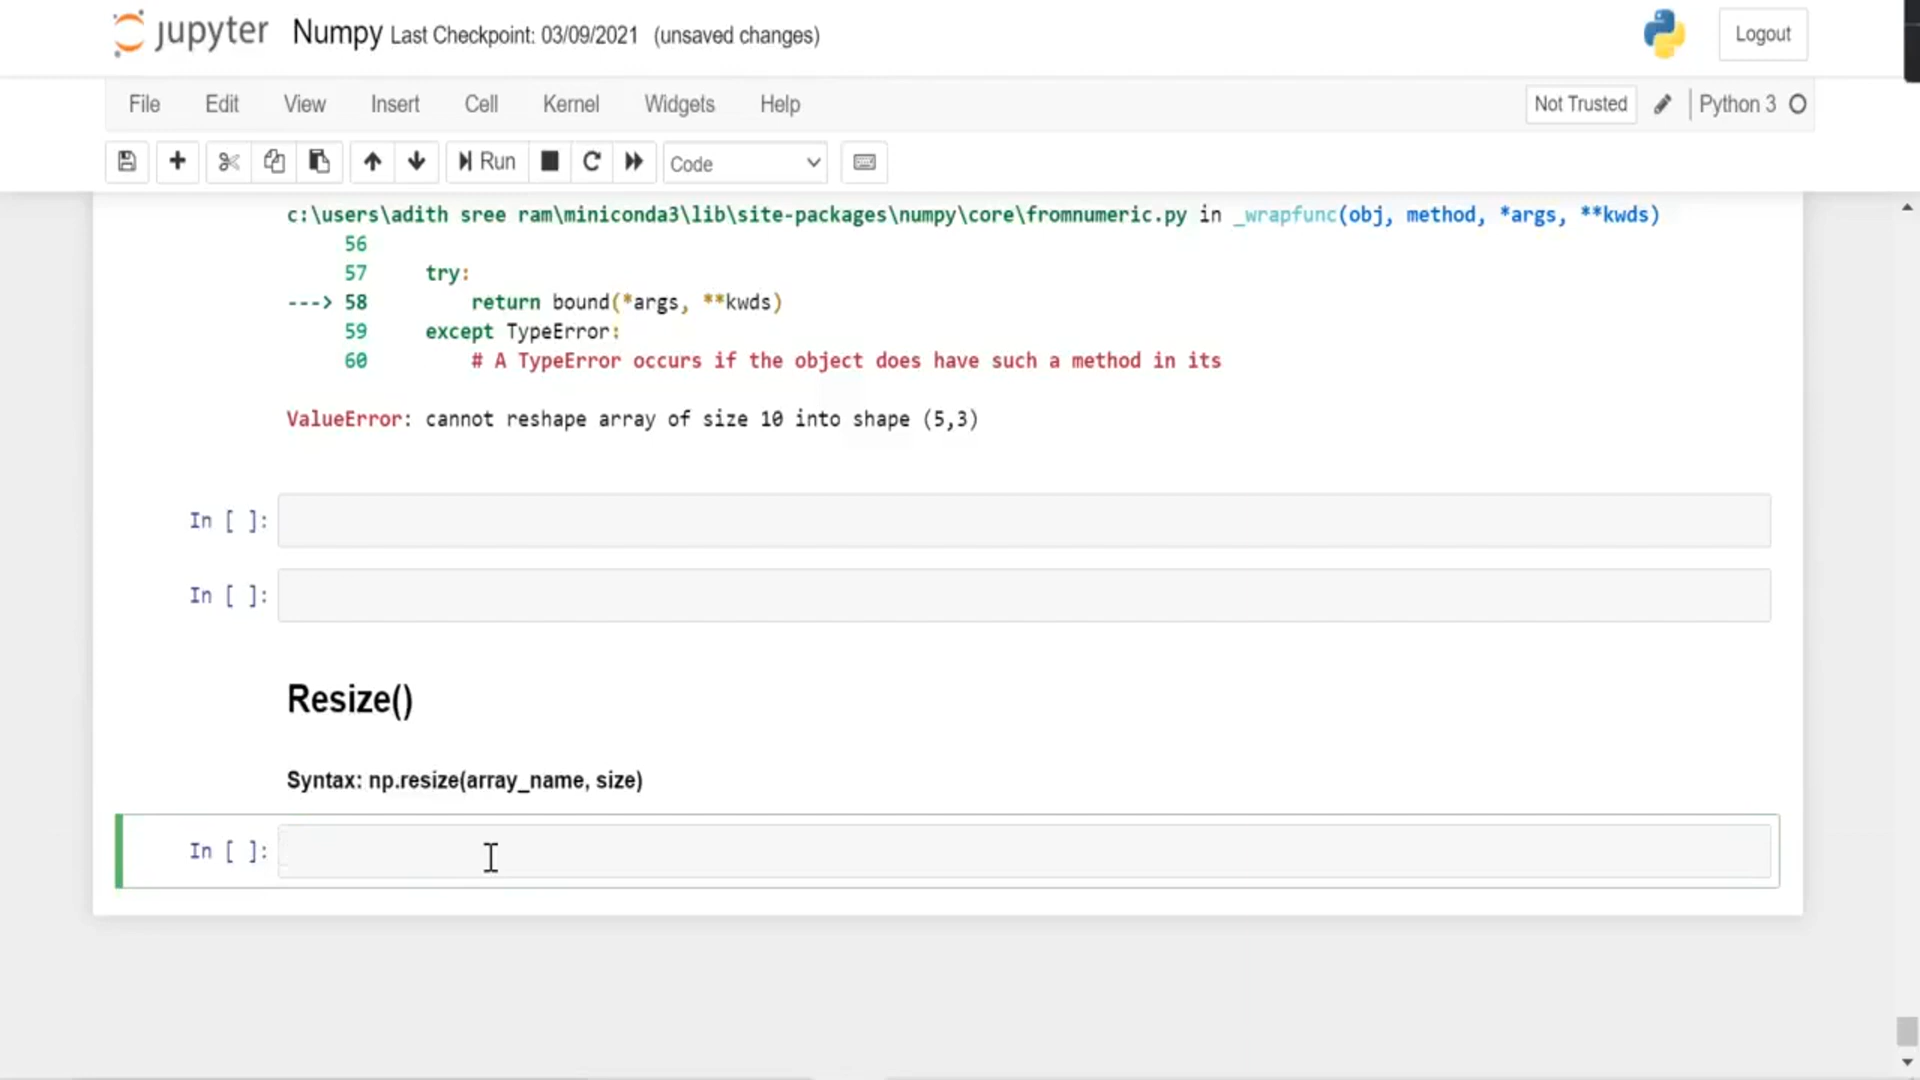 jupyter Numpy Last Checkpoint: 03/09/2021 (unsaved changes) Logout
File Edit View Insert Cell Kernel Widgets Help Not Trusted Python 3
Run Code
c:\users\adith sree ram\miniconda3\lib\site-packages\numpy\core\fromnumeric.py in _wrapfunc(obj, method, *args, **kwds)
56
57 try:
---> 58 return bound(*args, **kwds)
59 except TypeError:
60 # A TypeError occurs if the object does have such a method in its
ValueError: cannot reshape array of size 10 into shape (5,3)
In [ ]:
In [ ]:
Resize()
Syntax: np.resize(array_name, size)
In [ ]: